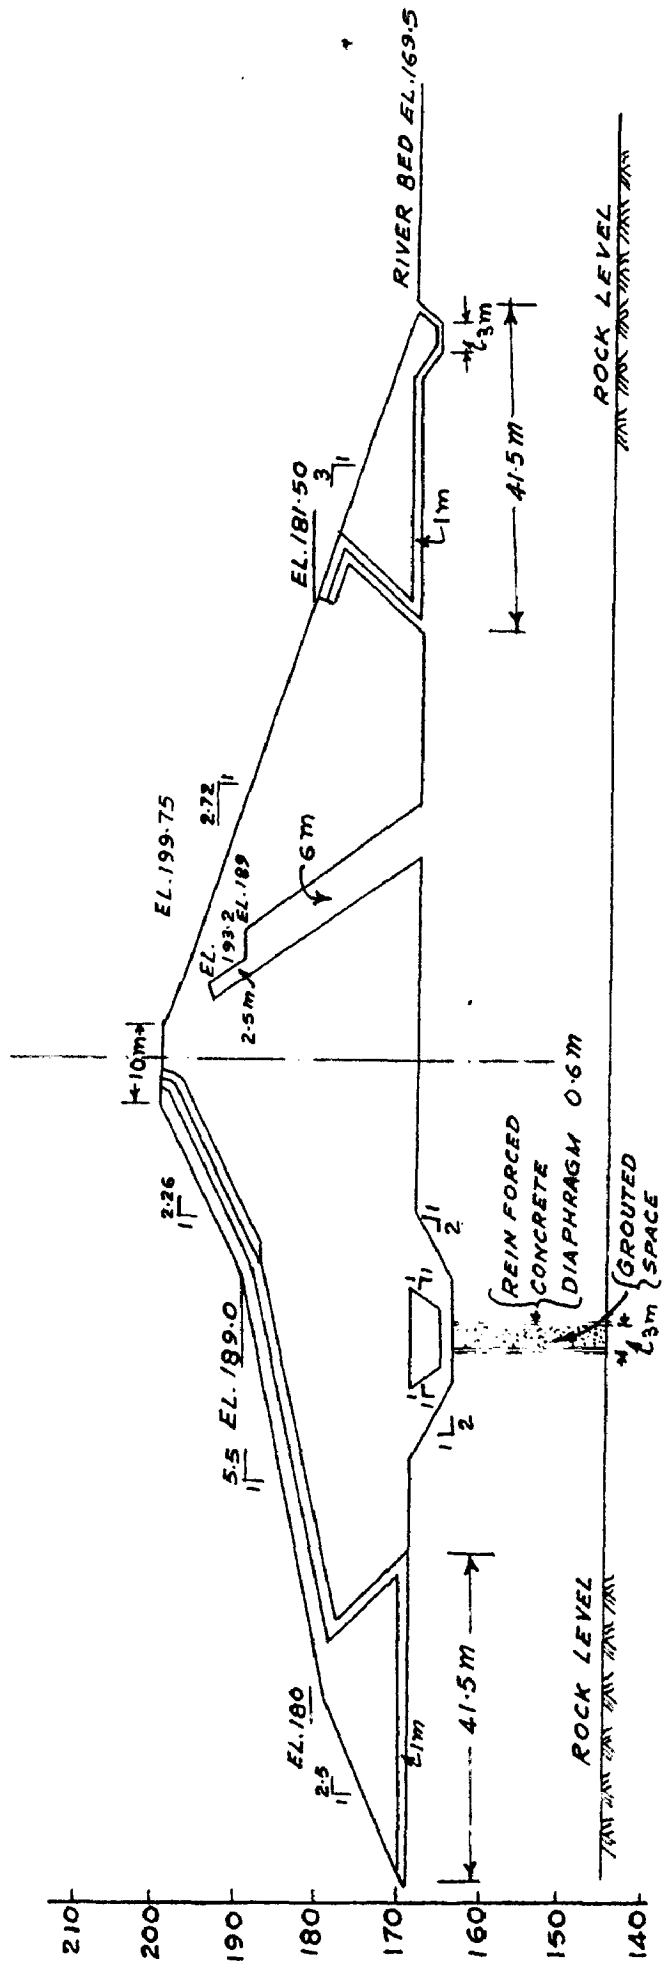 210
200
190
180
170
160
150
140
EL.180
2.5
1
1m
41.5 m
ROCK LEVEL
5.5
1
EL. 189.0
2.26
1
10m
1
2
1
1
1
1
1
2
3m
REINFORCED
CONCRETE
DIAPHRAGM 0.6m
GROUTED
SPACE
EL.199.75
EL.
193.2
EL.189
2.5m
6m
2.72
1
EL.181.50
3
1
1m
41.5m
3m
RIVER BED EL.169.5
ROCK LEVEL